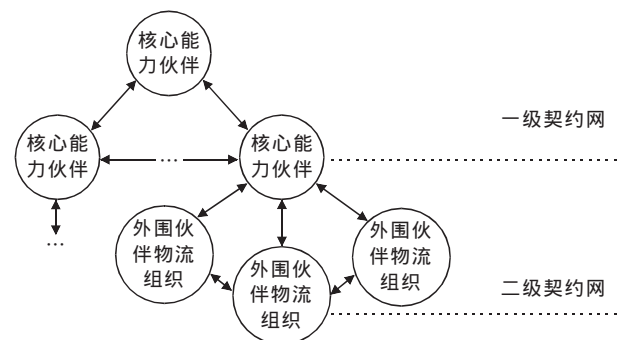 核心能
力伙伴
一级契约网
核心能
力伙伴
…
核心能
力伙伴
…
外围伙
伴物流
组织
外围伙
伴物流
组织
外围伙
伴物流
组织
二级契约网